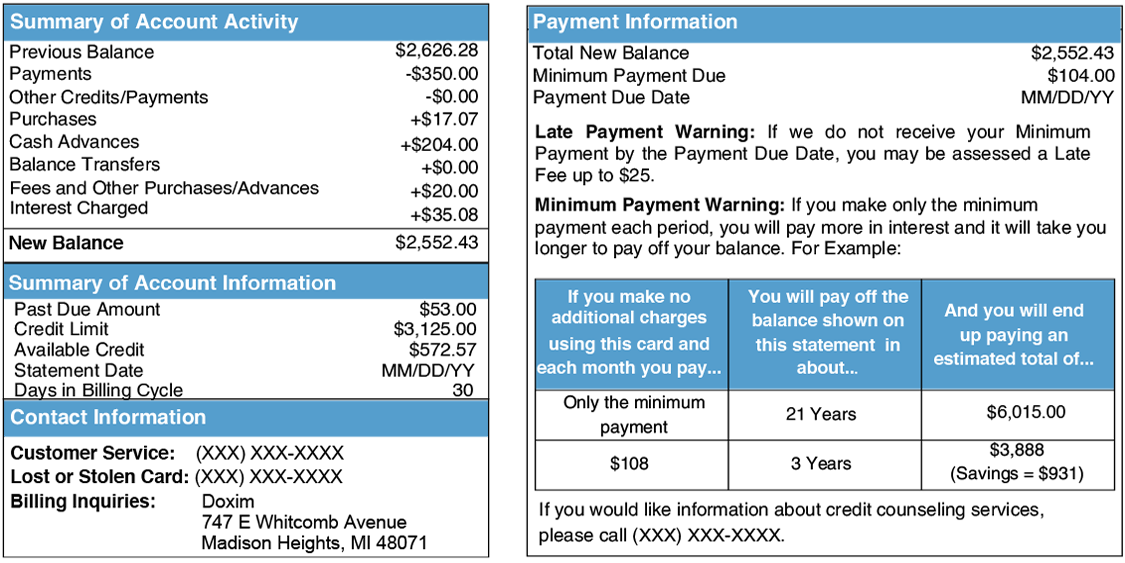 Summary of Account Activity
Previous Balance $2,626.28
Payments -$350.00
Other Credits/Payments -$0.00
Purchases +$17.07
Cash Advances +$204.00
Balance Transfers +$0.00
Fees and Other Purchases/Advances +$20.00
Interest Charged +$35.08
New Balance $2,552.43
Summary of Account Information
Past Due Amount $53.00
Credit Limit $3,125.00
Available Credit $572.57
Statement Date MM/DD/YY
Days in Billing Cycle 30
Contact Information
Customer Service: (XXX) XXX-XXXX
Lost or Stolen Card: (XXX) XXX-XXXX
Billing Inquiries: Doxim
747 E Whitcomb Avenue
Madison Heights, MI 48071
Payment Information
Total New Balance $2,552.43
Minimum Payment Due $104.00
Payment Due Date MM/DD/YY
Late Payment Warning: If we do not receive your Minimum
Payment by the Payment Due Date, you may be assessed a Late
Fee up to $25.
Minimum Payment Warning: If you make only the minimum
payment each period, you will pay more in interest and it will take you
longer to pay off your balance. For Example:
If you make no
additional charges
using this card and
each month you pay...
You will pay off the
balance shown on
this statement in
about...
And you will end
up paying an
estimated total of...
Only the minimum
payment
21 Years
$6,015.00
$108
3 Years
$3,888
(Savings = $931)
If you would like information about credit counseling services,
please call (XXX) XXX-XXXX.